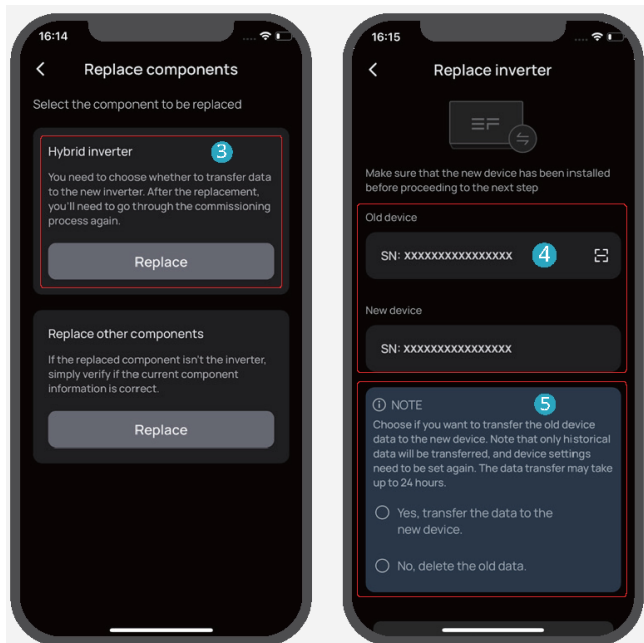 16:14
Replace components
Select the component to be replaced
Hybrid inverter
3
You need to choose whether to transfer data
to the new inverter. After the replacement,
you'll need to go through the commissioning
process again.
Replace
Replace other components
If the replaced component isn't the inverter,
simply verify if the current component
information is correct.
Replace
16:15
Replace inverter
Make sure that the new device has been installed
before proceeding to the next step
Old device
SN: XXXXXXXXXXXXXXXX
4
New device
SN: XXXXXXXXXXXXXXXX
NOTE
5
Choose if you want to transfer the old device
data to the new device. Note that only historical
data will be transferred, and device settings
need to be set again. The data transfer may take
up to 24 hours.
Yes, transfer the data to the
new device.
No, delete the old data.